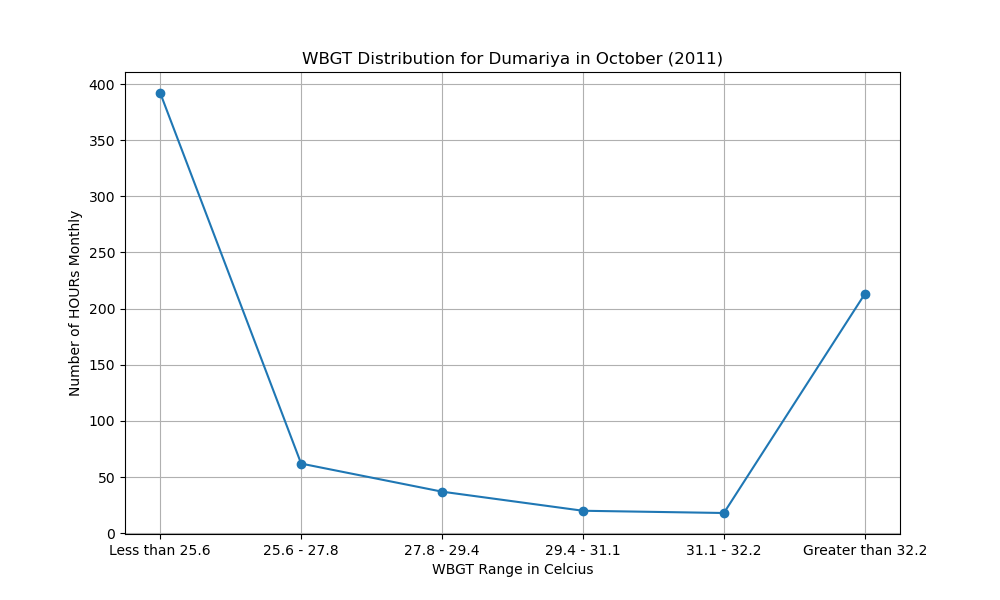 WBGT Distribution for Dumariya in October (2011)
Number of HOURs Monthly
400
350
300
250
200
150
100
50
0
Less than 25.6
25.6 - 27.8
27.8 - 29.4
29.4 - 31.1
31.1 - 32.2
Greater than 32.2
WBGT Range in Celcius